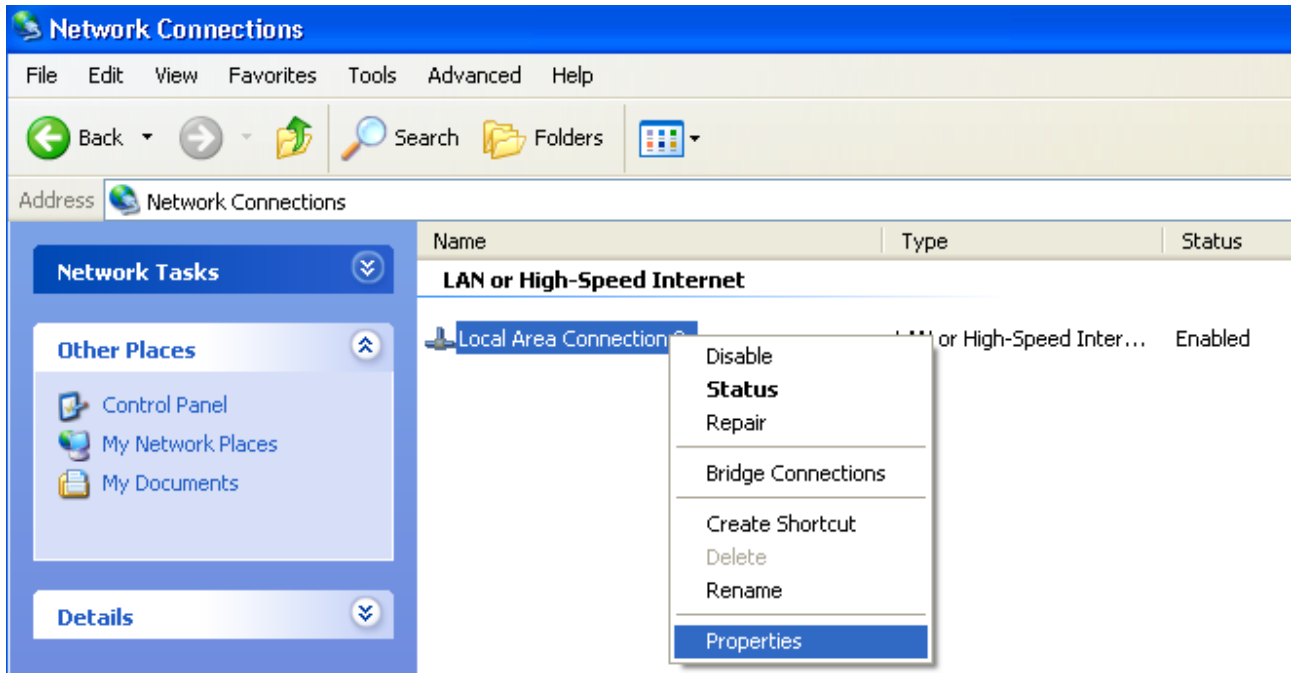 Network Connections
File Edit View Favorites Tools Advanced Help
Back Search Folders
Address Network Connections
Name Type Status
Network Tasks
LAN or High-Speed Internet
Local Area Connection or High-Speed Inter... Enabled
Other Places
Control Panel
My Network Places
My Documents
Details
Disable
Status
Repair
Bridge Connections
Create Shortcut
Delete
Rename
Properties